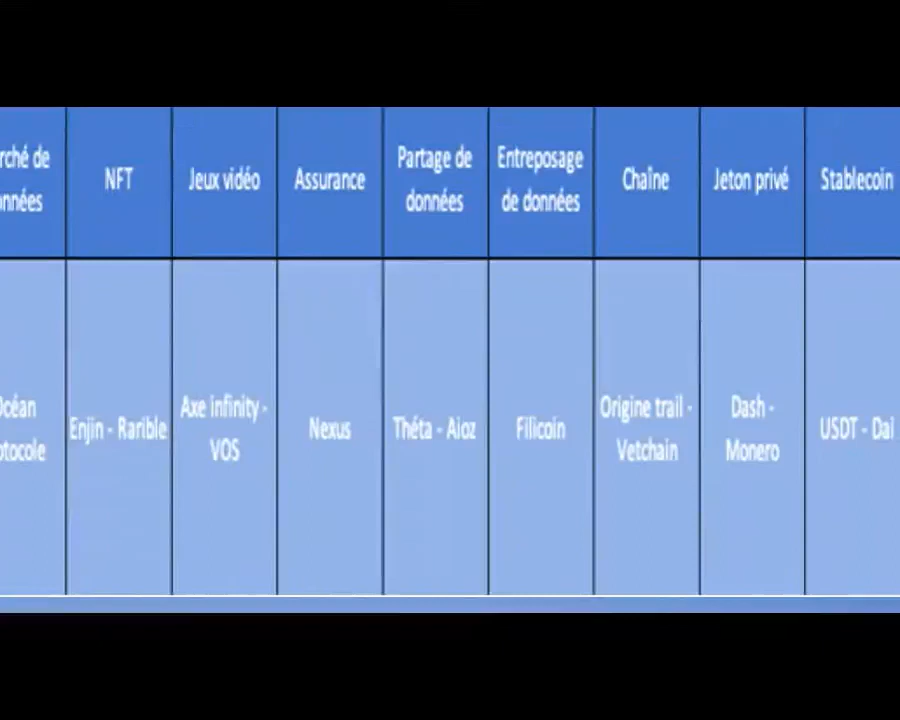 rché de
nnées
NFT
Jeux vidéo
Assurance
Partage de
données
Entreposage
de données
Chaîne
Jeton privé
Stablecoin
Océan
otocole
Enjin - Rarible
Axe infinity -
VOS
Nexus
Théta - Aioz
Filicoin
Origine trail -
Vetchain
Dash -
Monero
USDT - Dai